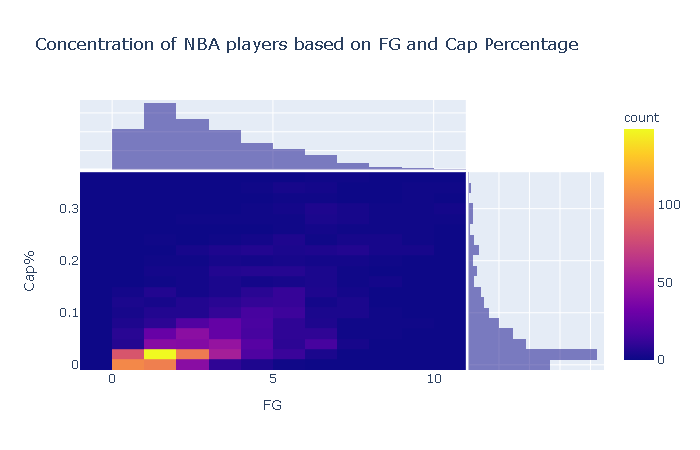 Concentration of NBA players based on FG and Cap Percentage
count
100
0
0.3
0.2
0.1
0
Cap%
0
5
10
FG